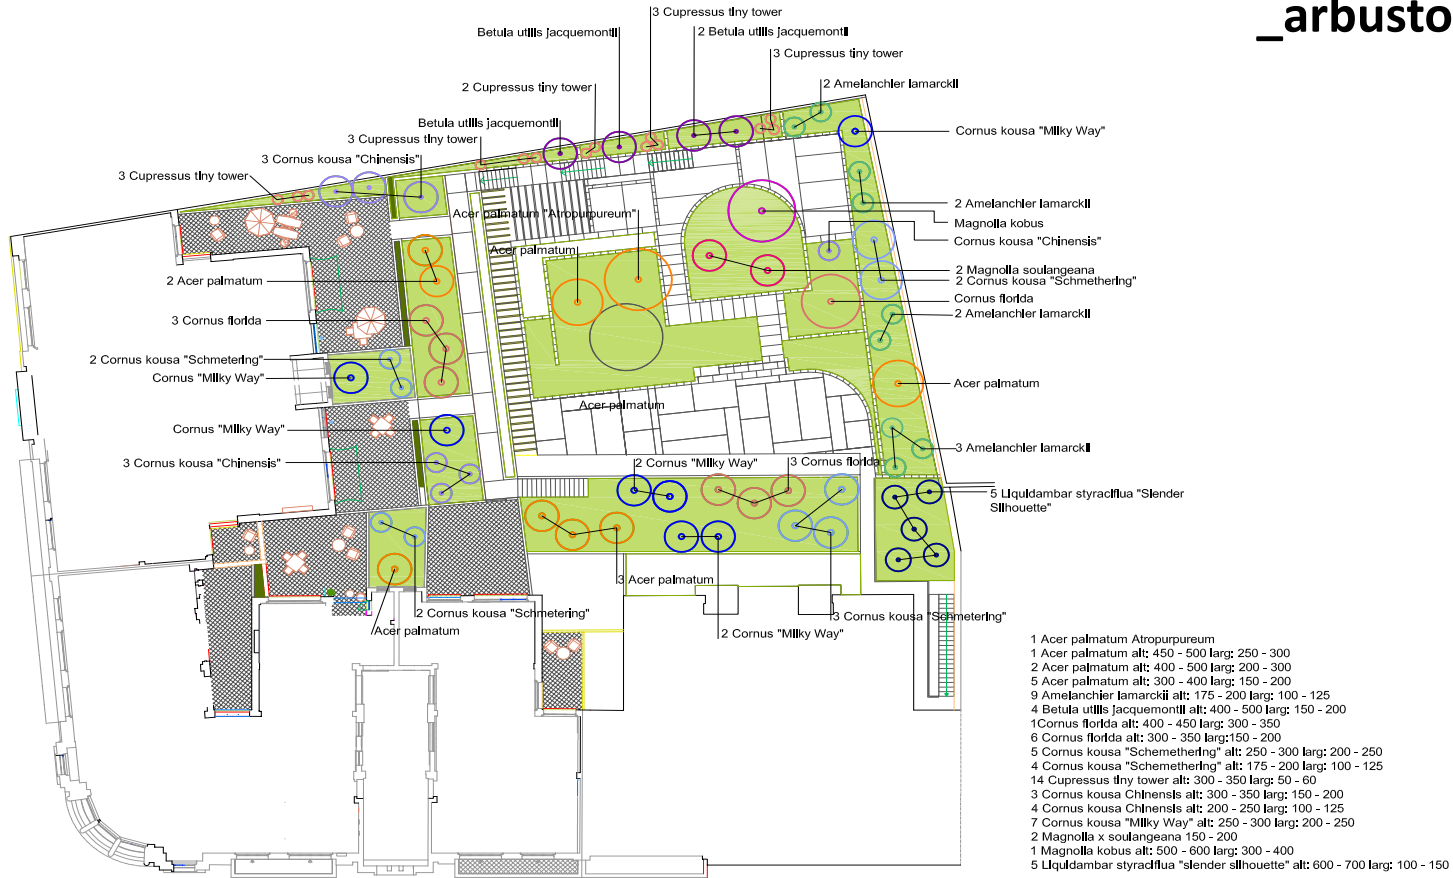 _arbusto
3 Cupressus tiny tower
Betula utilis jacquemontii
2 Betula utilis jacquemontii
3 Cupressus tiny tower
2 Cupressus tiny tower
2 Amelanchier lamarckii
Betula utilis jacquemontii
Cornus kousa "Milky Way"
3 Cupressus tiny tower
3 Cornus kousa "Chinensis"
3 Cupressus tiny tower
2 Amelanchier lamarckii
Acer palmatum "Atropurpureum"
Magnolia kobus
Cornus kousa "Chinensis"
Acer palmatum
2 Magnolia soulangeana
2 Acer palmatum
2 Cornus kousa "Schmethering"
Cornus florida
2 Amelanchier lamarckii
3 Cornus florida
2 Cornus kousa "Schmetering"
Cornus "Milky Way"
Acer palmatum
Acer palmatum
Cornus "Milky Way"
3 Amelanchier lamarckii
3 Cornus kousa "Chinensis"
2 Cornus "Milky Way"
3 Cornus florida
5 Liquidambar styraciflua "Slender
Silhouette"
3 Acer palmatum
2 Cornus kousa "Schmetering"
3 Cornus kousa "Schmetering"
Acer palmatum
2 Cornus "Milky Way"
1 Acer palmatum Atropurpureum
1 Acer palmatum alt: 450 - 500 larg: 250 - 300
2 Acer palmatum alt: 400 - 500 larg: 200 - 300
5 Acer palmatum alt: 300 - 400 larg: 150 - 200
9 Amelanchier lamarckii alt: 175 - 200 larg: 100 - 125
4 Betula utilis jacquemontii alt: 400 - 500 larg: 150 - 200
1Cornus florida alt: 400 - 450 larg: 300 - 350
6 Cornus florida alt: 300 - 350 larg:150 - 200
5 Cornus kousa "Schemethering" alt: 250 - 300 larg: 200 - 250
4 Cornus kousa "Schemethering" alt: 175 - 200 larg: 100 - 125
14 Cupressus tiny tower alt: 300 - 350 larg: 50 - 60
3 Cornus kousa Chinensis alt: 300 - 350 larg: 150 - 200
4 Cornus kousa Chinensis alt: 200 - 250 larg: 100 - 125
7 Cornus kousa "Milky Way" alt: 250 - 300 larg: 200 - 250
2 Magnolia x soulangeana 150 - 200
1 Magnolia kobus alt: 500 - 600 larg: 300 - 400
5 Liquidambar styraciflua "slender silhouette" alt: 600 - 700 larg: 100 - 150